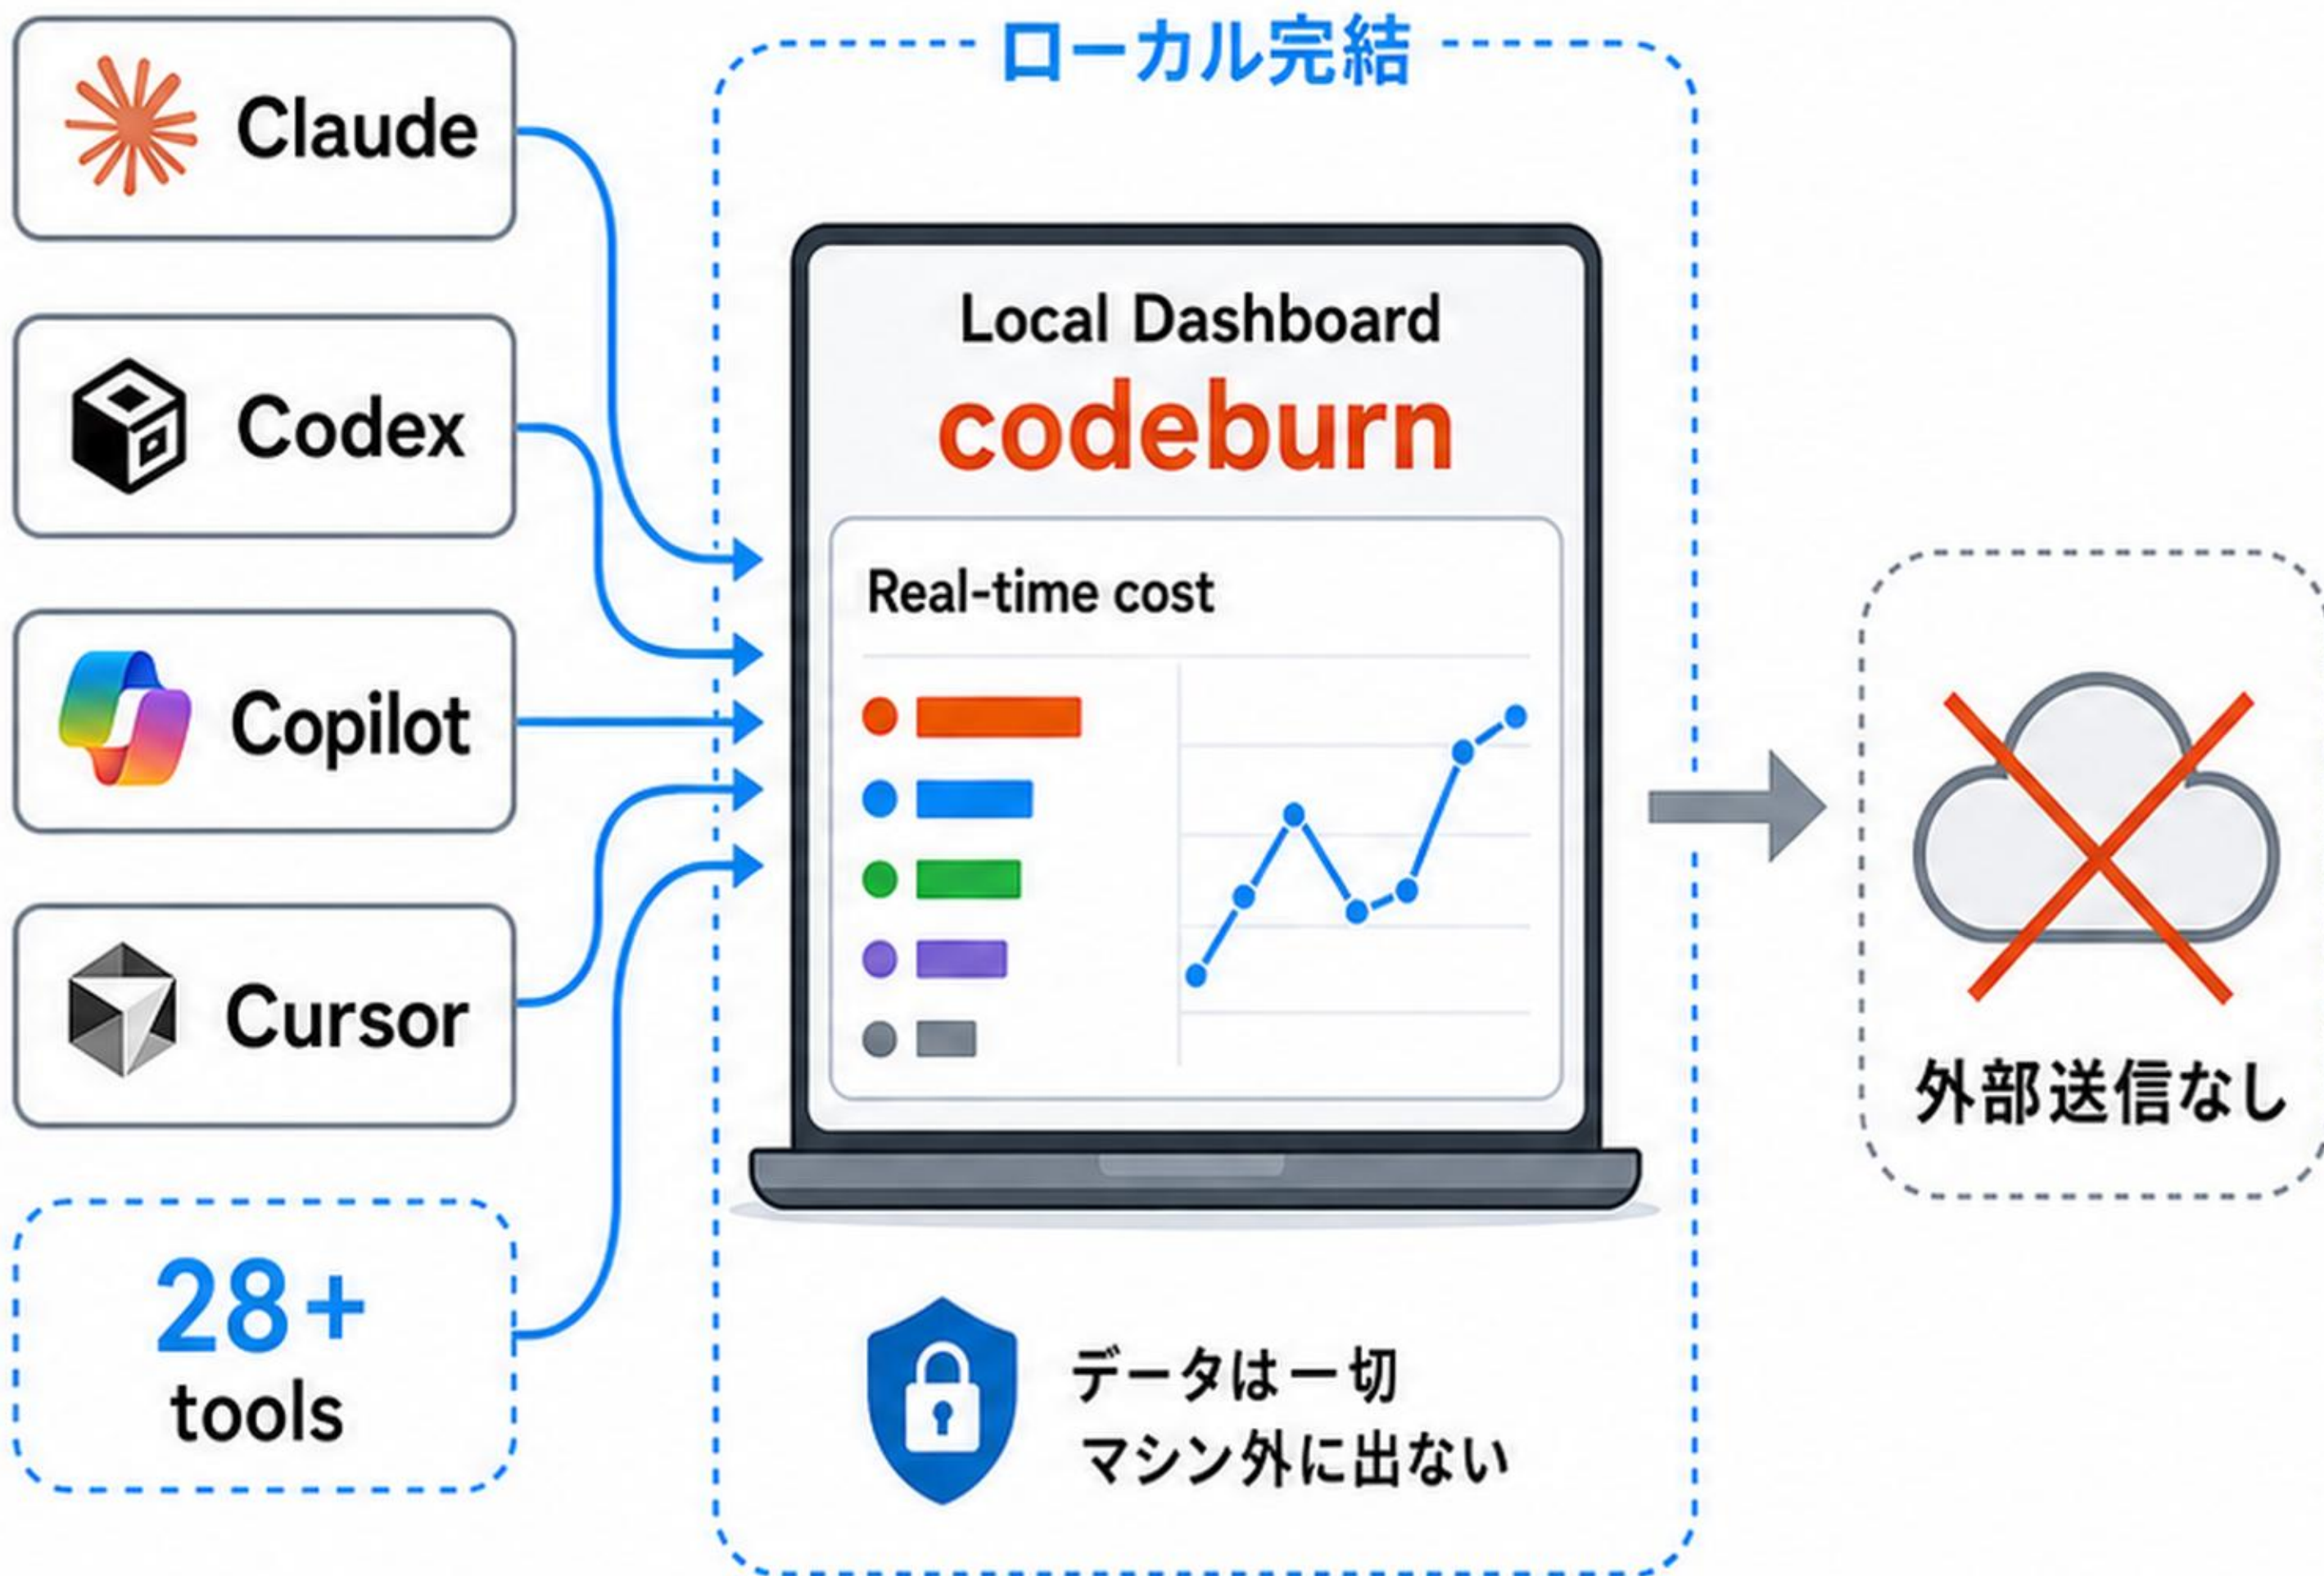 Claude
Codex
Copilot
Cursor
28+
tools
ローカル完結
Local Dashboard
codeburn
Real-time cost
データは一切
マシン外に出ない
外部送信なし